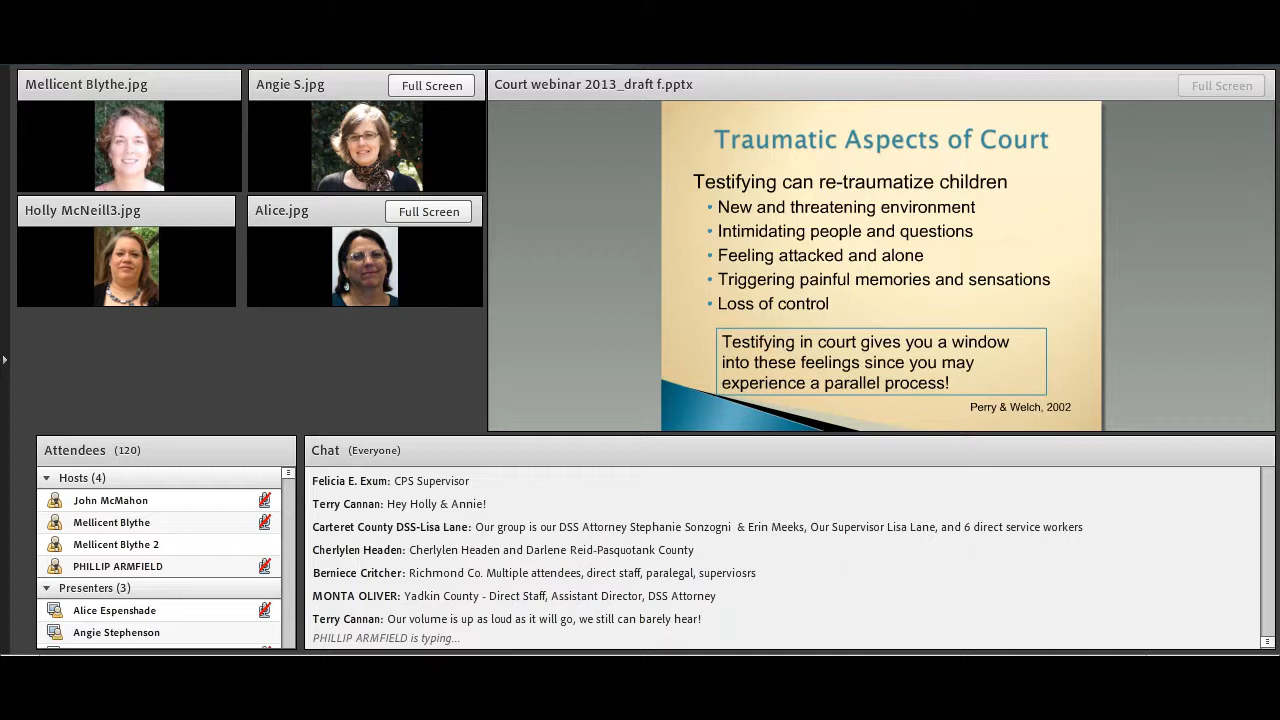 Mellicent Blythe.jpg
Angie S.jpg
Full Screen
Court webinar 2013_draft f.pptx
Full Screen
Holly McNeill3.jpg
Alice.jpg
Full Screen
Traumatic Aspects of Court
Testifying can re-traumatize children
• New and threatening environment
• Intimidating people and questions
• Feeling attacked and alone
• Triggering painful memories and sensations
• Loss of control
Testifying in court gives you a window
into these feelings since you may
experience a parallel process!
Perry & Welch, 2002
Attendees (120)
Hosts (4)
John McMahon
Mellicent Blythe
Mellicent Blythe 2
PHILLIP ARMFIELD
Presenters (3)
Alice Espenshade
Angie Stephenson
Chat (Everyone)
Felicia E. Exum: CPS Supervisor
Terry Cannan: Hey Holly & Annie!
Carteret County DSS-Lisa Lane: Our group is our DSS Attorney Stephanie Sonzogni & Erin Meeks, Our Supervisor Lisa Lane, and 6 direct service workers
Cherlylen Headen: Cherlylen Headen and Darlene Reid-Pasquotank County
Berniece Critcher: Richmond Co. Multiple attendees, direct staff, paralegal, superviosrs
MONTA OLIVER: Yadkin County - Direct Staff, Assistant Director, DSS Attorney
Terry Cannan: Our volume is up as loud as it will go, we still can barely hear!
PHILLIP ARMFIELD is typing...